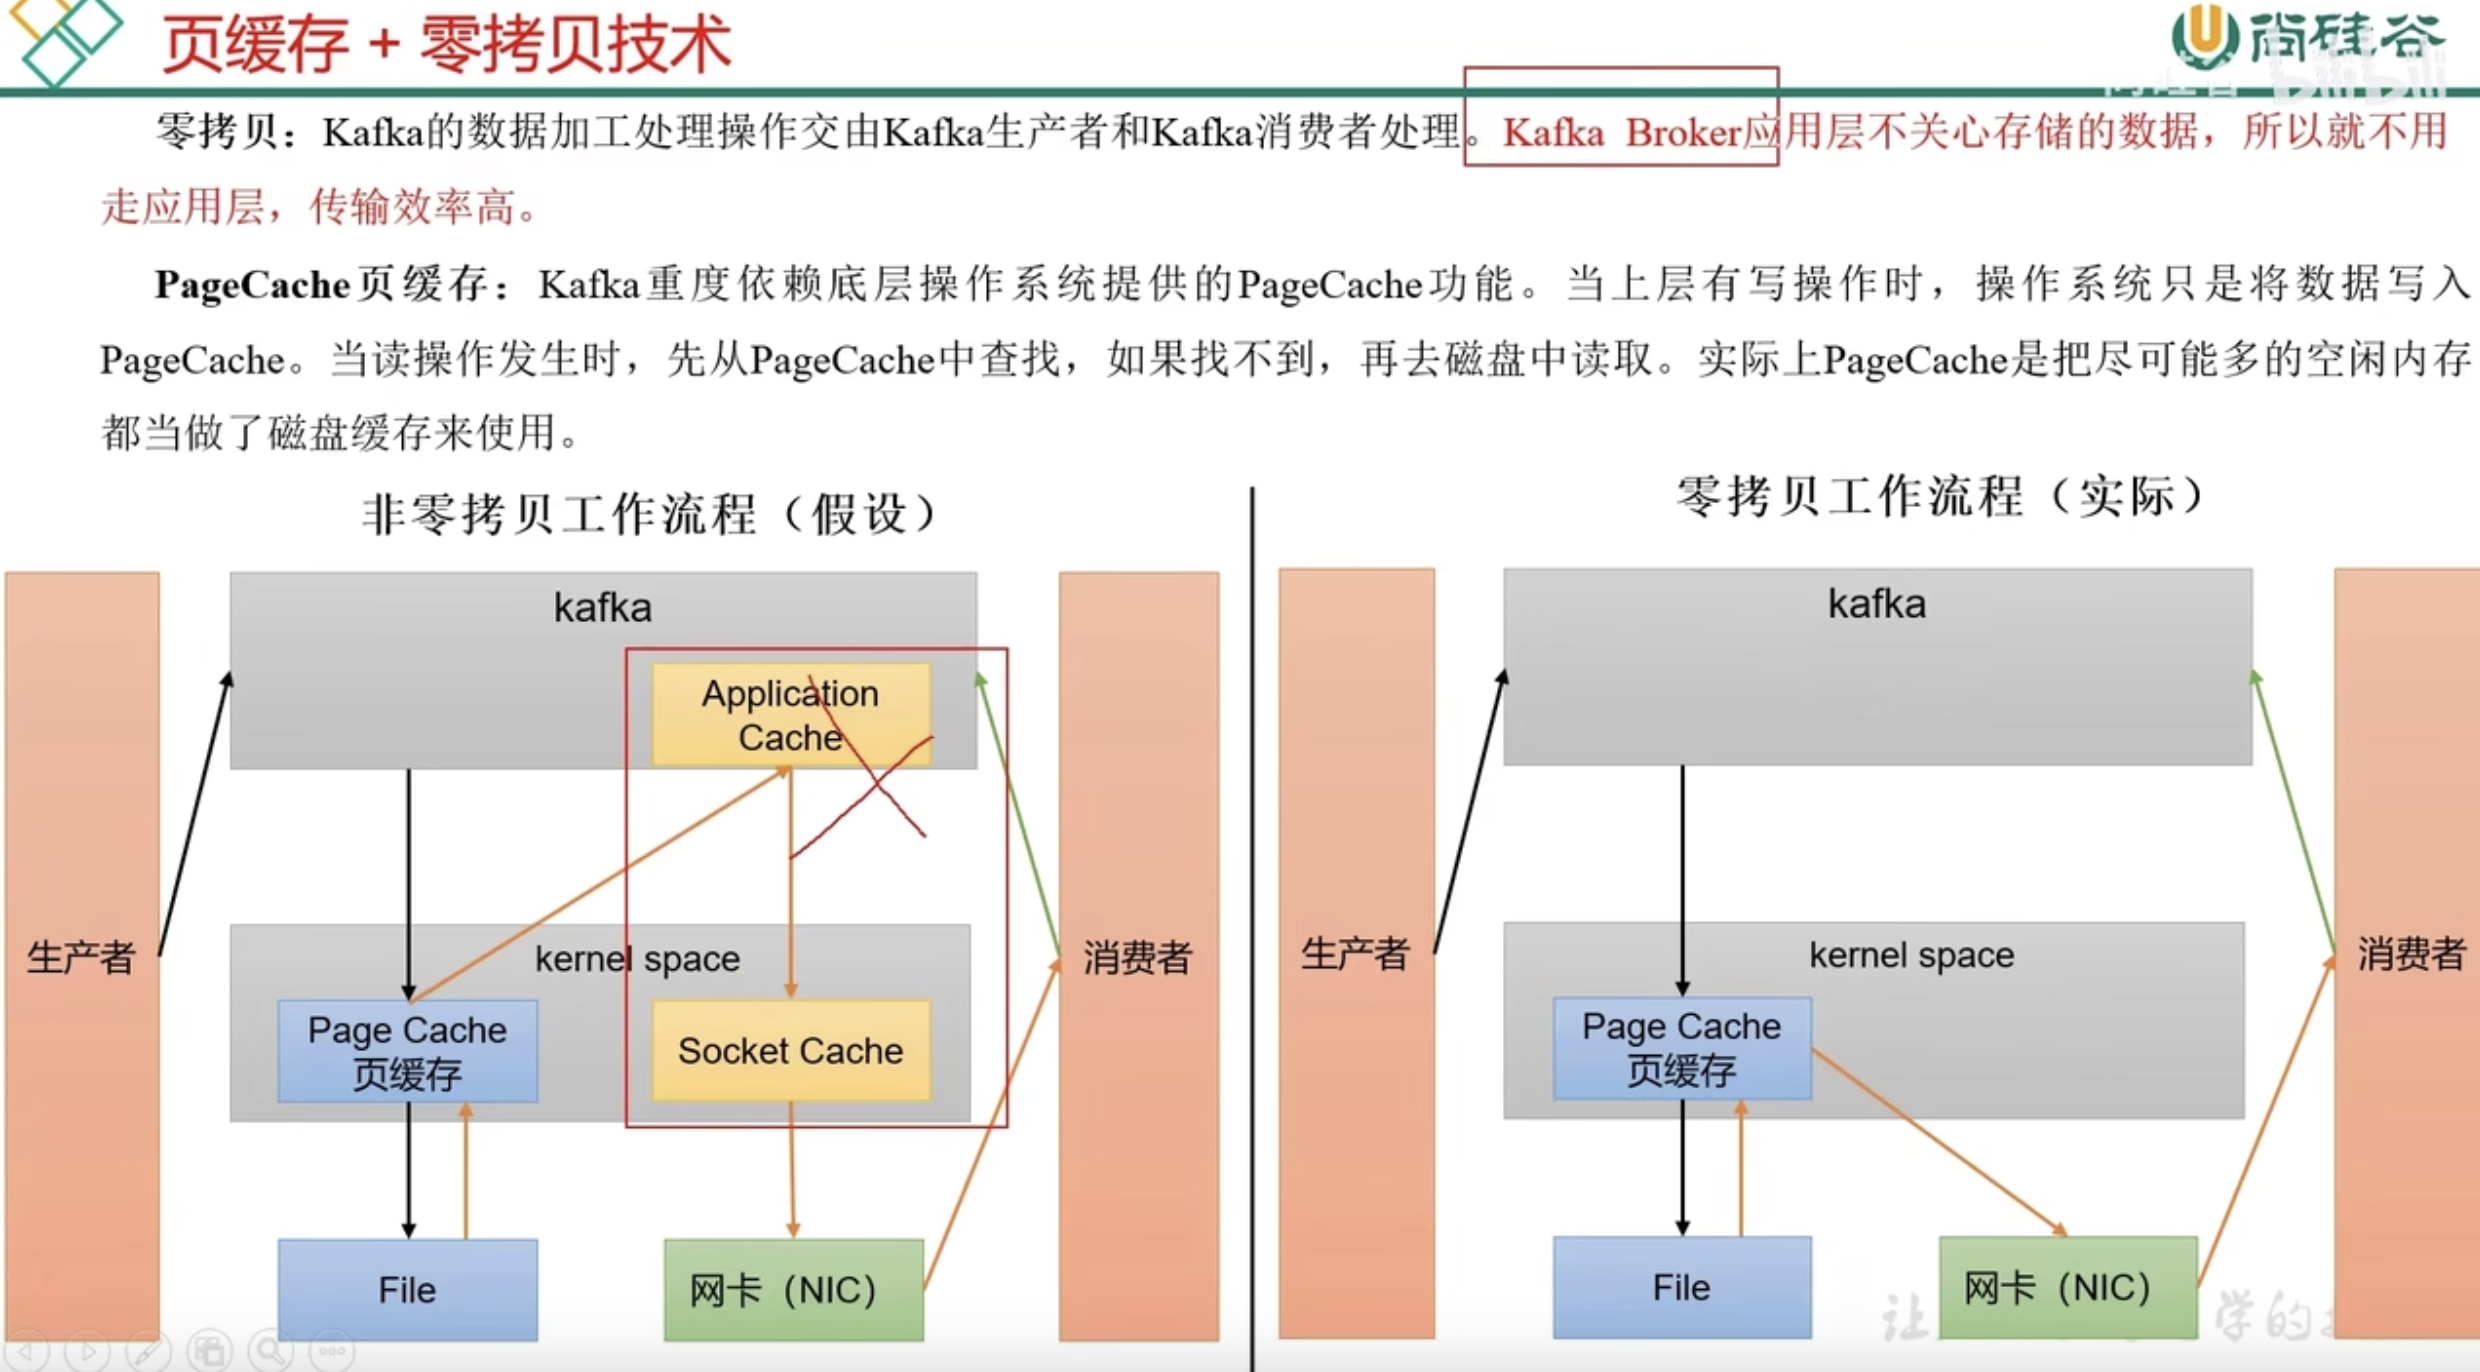 页缓存 + 零拷贝技术
尚硅谷
零拷贝：Kafka的数据加工处理操作交由Kafka生产者和Kafka消费者处理。Kafka Broker应用层不关心存储的数据，所以就不用
走应用层，传输效率高。
PageCache页缓存：Kafka重度依赖底层操作系统提供的PageCache功能。当上层有写操作时，操作系统只是将数据写入
PageCache。当读操作发生时，先从PageCache中查找，如果找不到，再去磁盘中读取。实际上PageCache是把尽可能多的空闲内存
都当做了磁盘缓存来使用。
非零拷贝工作流程（假设）
kafka
Application
Cache
生产者
kernel space
消费者
Page Cache
页缓存
Socket Cache
File
网卡（NIC）
零拷贝工作流程（实际）
kafka
生产者
kernel space
消费者
Page Cache
页缓存
File
网卡（NIC）
让
学的